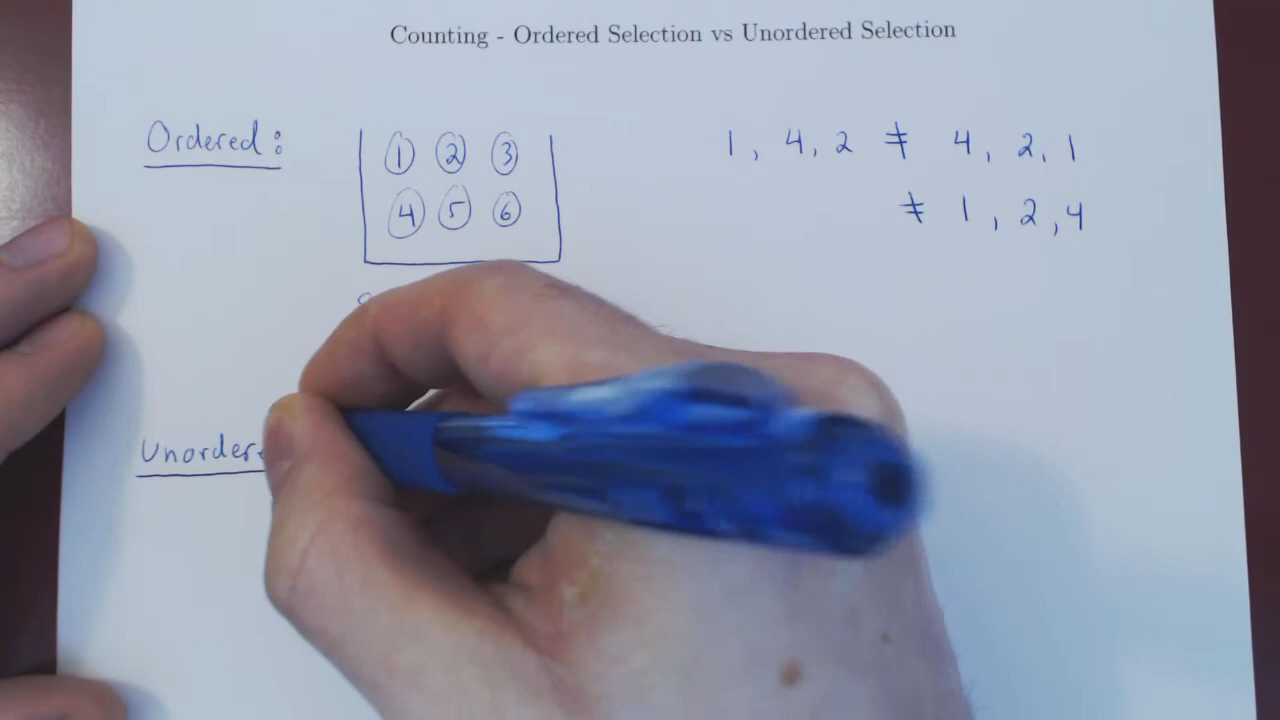 Counting - Ordered Selection vs Unordered Selection
Ordered: 1 2 3 1, 4, 2 ≠ 4, 2, 1
4 5 6 ≠ 1, 2, 4